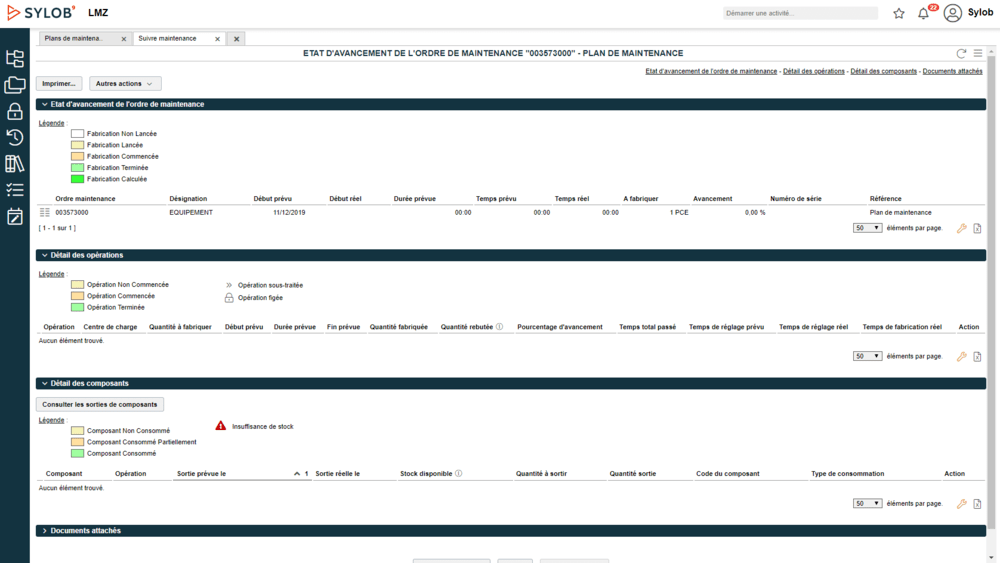 SYLOB 9
LMZ
Démarrer une activité...
22
Sylob
Plans de maintena.. x
Suivre maintenance x
x
ETAT D'AVANCEMENT DE L'ORDRE DE MAINTENANCE "003573000" - PLAN DE MAINTENANCE
Etat d'avancement de l'ordre de maintenance - Détail des opérations - Détail des composants - Documents attachés
Imprimer...
Autres actions
Etat d'avancement de l'ordre de maintenance
Légende :
Fabrication Non Lancée
Fabrication Lancée
Fabrication Commencée
Fabrication Terminée
Fabrication Calculée
Ordre maintenance Désignation Début prévu Début réel Durée prévue Temps prévu Temps réel A fabriquer Avancement Numéro de série Référence
003573000 EQUIPEMENT 11/12/2019 00:00 00:00 00:00 1 PCE 0,00 % Plan de maintenance
[ 1 - 1 sur 1 ]
50 éléments par page.
Détail des opérations
Légende :
Opération Non Commencée
Opération Commencée
Opération Terminée
» Opération sous-traitée
Opération figée
Opération Centre de charge Quantité à fabriquer Début prévu Durée prévue Fin prévue Quantité fabriquée Quantité rebutée Pourcentage d'avancement Temps total passé Temps de réglage prévu Temps de réglage réel Temps de fabrication réel Action
Aucun élément trouvé.
50 éléments par page.
Détail des composants
Consulter les sorties de composants
Légende :
Composant Non Consommé
Composant Consommé Partiellement
Composant Consommé
Insuffisance de stock
Composant Opération Sortie prévue le 1 Sortie réelle le Stock disponible Quantité à sortir Quantité sortie Code du composant Type de consommation Action
Aucun élément trouvé.
50 éléments par page.
Documents attachés